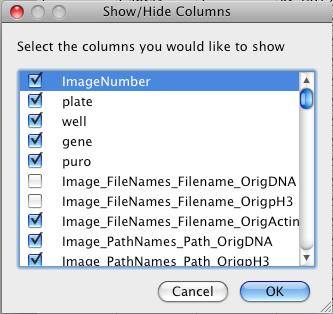 Show/Hide Columns
Select the columns you would like to show
ImageNumber
plate
well
gene
puro
Image_FileNames_Filename_OrigDNA
Image_FileNames_Filename_OrigpH3
Image_FileNames_Filename_OrigActin
Image_PathNames_Path_OrigDNA
Image_PathNames_Path_OrigpH3
Cancel
OK